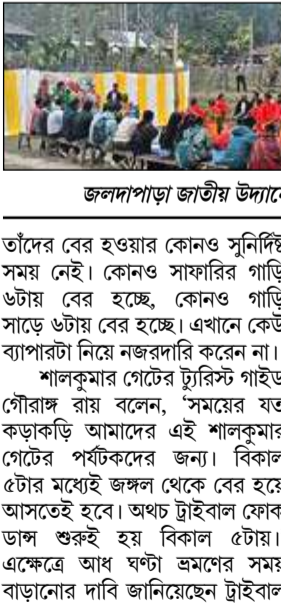 জলদাপাড়া জাতীয় উদ্যানে
তাঁদের বের হওয়ার কোনও সুনির্দিষ্ট
সময় নেই। কোনও সাফারির গাড়ি
৬টায় বের হচ্ছে, কোনও গাড়ি
সাড়ে ৬টায় বের হচ্ছে। এখানে কেউ
ব্যাপারটা নিয়ে নজরদারি করেন না।
শালকুমার গেটের ট্যুরিস্ট গাইড
গৌরাঙ্গ রায় বলেন, ‘সময়ের যত
কড়াকড়ি আমাদের এই শালকুমার
গেটের পর্যটকদের জন্য। বিকাল
৫টার মধ্যেই জঙ্গল থেকে বের হয়ে
আসতেই হবে। অথচ ট্রাইবাল ফোক
ডান্স শুরুই হয় বিকাল ৫টায়।
এক্ষেত্রে আধ ঘণ্টা ভ্রমণের সময়
বাড়ানোর দাবি জানিয়েছেন ট্রাইবাল